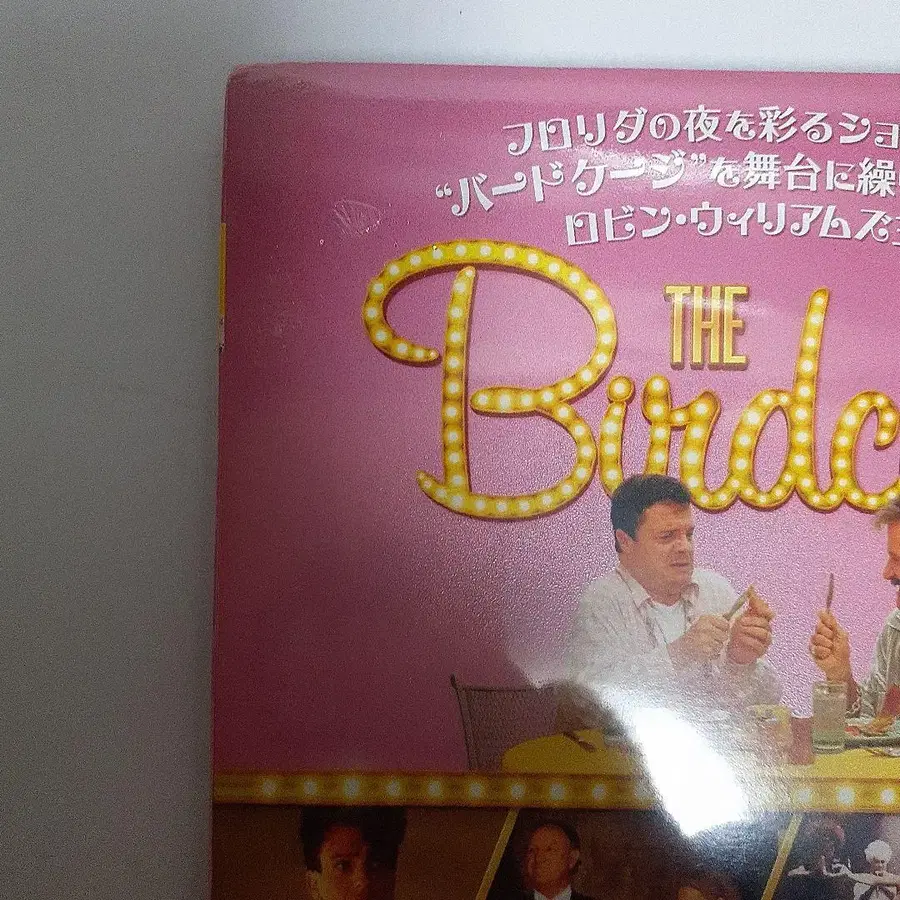 フロリダの夜を彩るショ
“バードケージ”を舞台に繰
ロビン・ウィリアムズ主
THE
Birdc